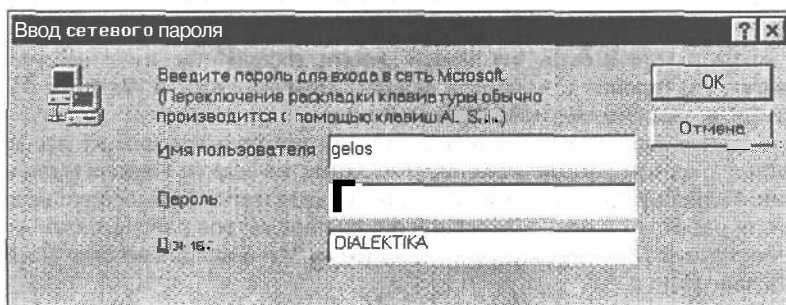 Ввод сетевого пароля
? ×
Введите пароль для входа в сеть Microsoft.
(Переключение раскладки клавиатуры обычно
производится с помощью клавиш
OK
Отмена
Имя пользователя
gelos
Пароль
DIALEKTIKA